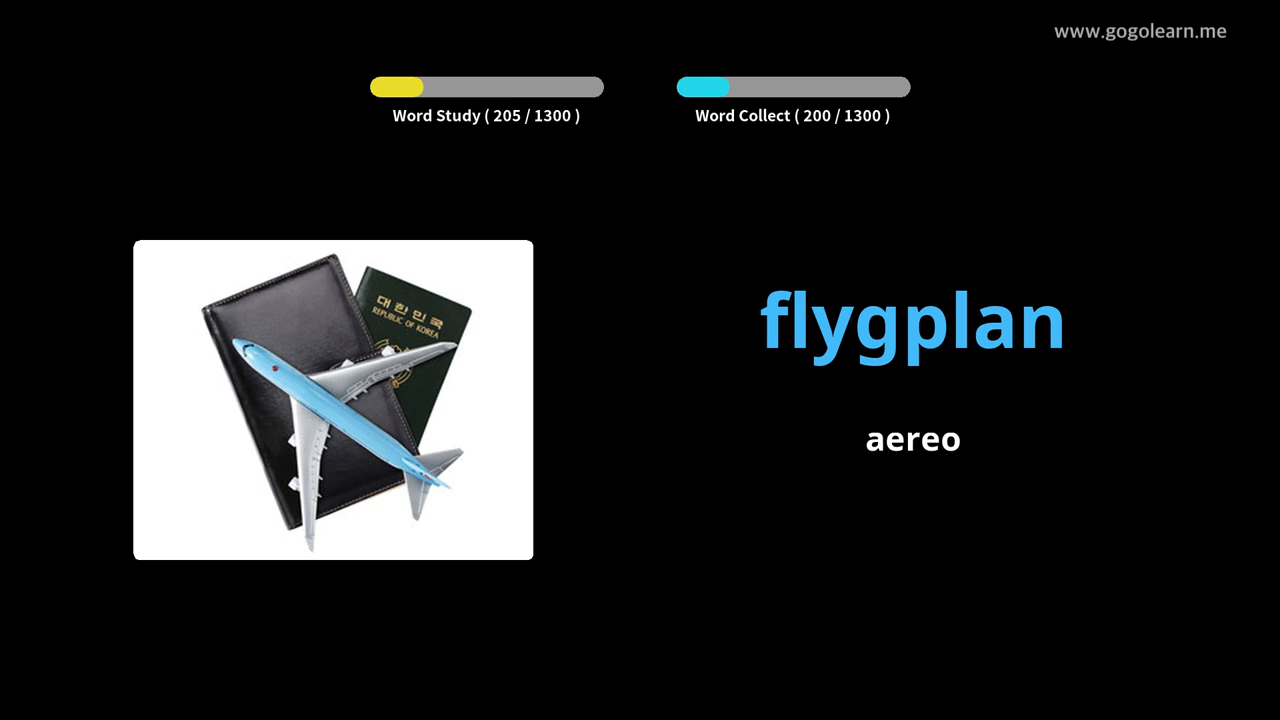 www.gogolearn.me
Word Study ( 205 / 1300 )
Word Collect ( 200 / 1300 )
대한민국
REPUBLIC OF KOREA
flygplan
aereo